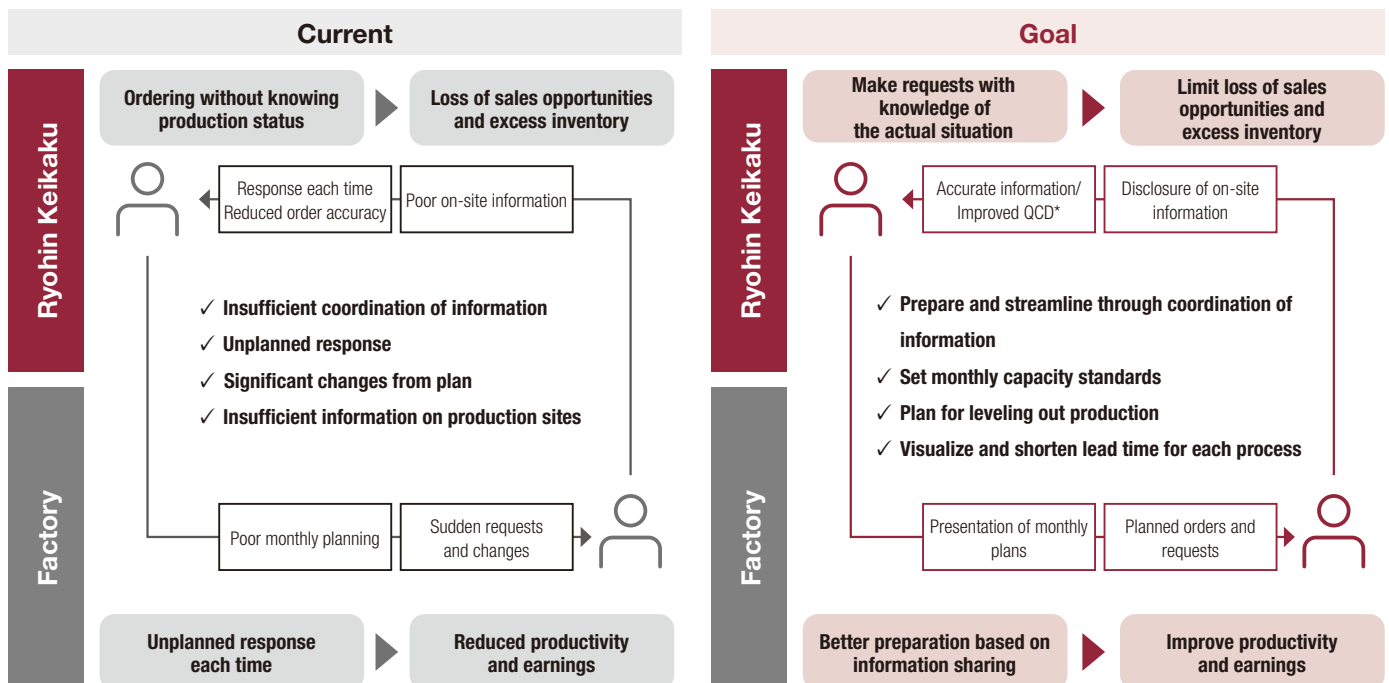 Current
Ryohin Keikaku
Ordering without knowing
production status
Loss of sales opportunities
and excess inventory
Response each time
Reduced order accuracy
Poor on-site information
✓ Insufficient coordination of information
✓ Unplanned response
✓ Significant changes from plan
✓ Insufficient information on production sites
Factory
Poor monthly planning
Sudden requests
and changes
Unplanned response
each time
Reduced productivity
and earnings
Goal
Ryohin Keikaku
Make requests with
knowledge of
the actual situation
Limit loss of sales
opportunities and
excess inventory
Accurate information/
Improved QCD*
Disclosure of on-site
information
✓ Prepare and streamline through coordination of
information
✓ Set monthly capacity standards
✓ Plan for leveling out production
✓ Visualize and shorten lead time for each process
Factory
Presentation of monthly
plans
Planned orders and
requests
Better preparation based on
information sharing
Improve productivity
and earnings